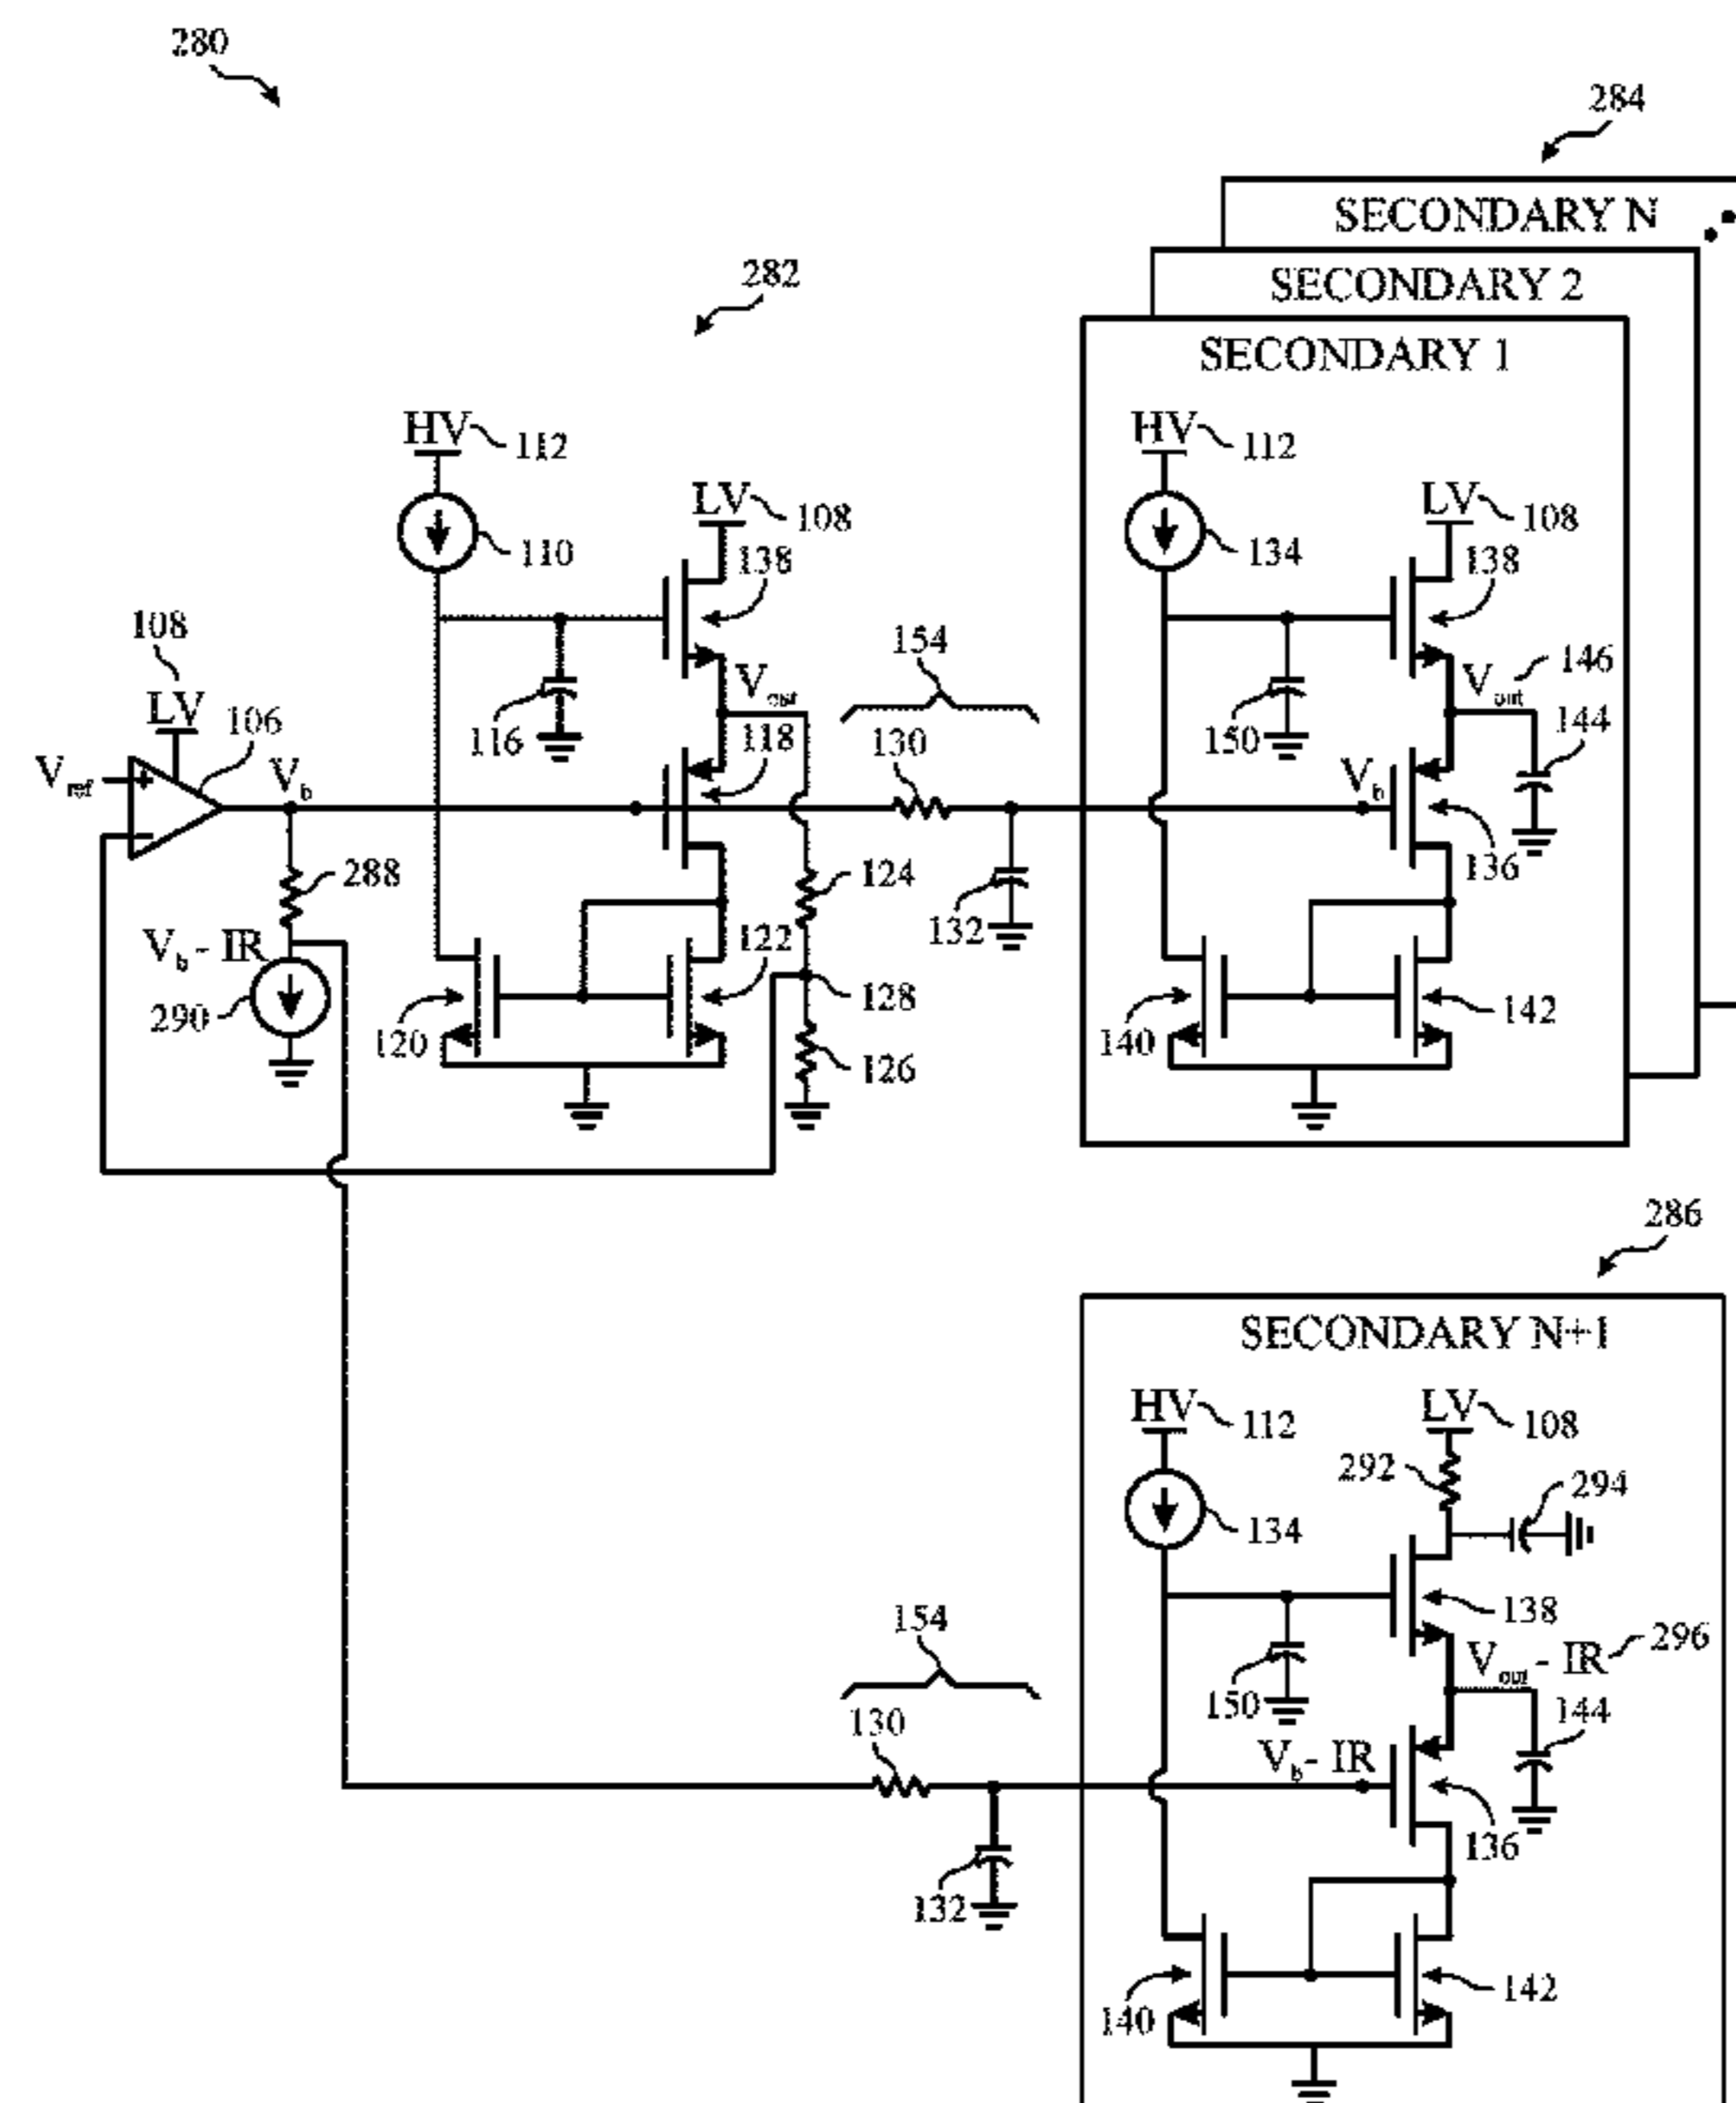 280
284
SECONDARY N
282
SECONDARY 2
SECONDARY 1
HV 112
LV 108
110
138
108
LV
106
V_ref
+
-
V_b
116
V_out
118
154
130
132
288
V_b - IR
290
120
122
124
128
126
HV 112
LV 108
134
138
150
V_out 146
144
V_b
136
140
142
286
SECONDARY N+1
HV 112
LV 108
292
294
134
138
154
130
132
150
V_out - IR 296
144
V_b - IR
136
140
142